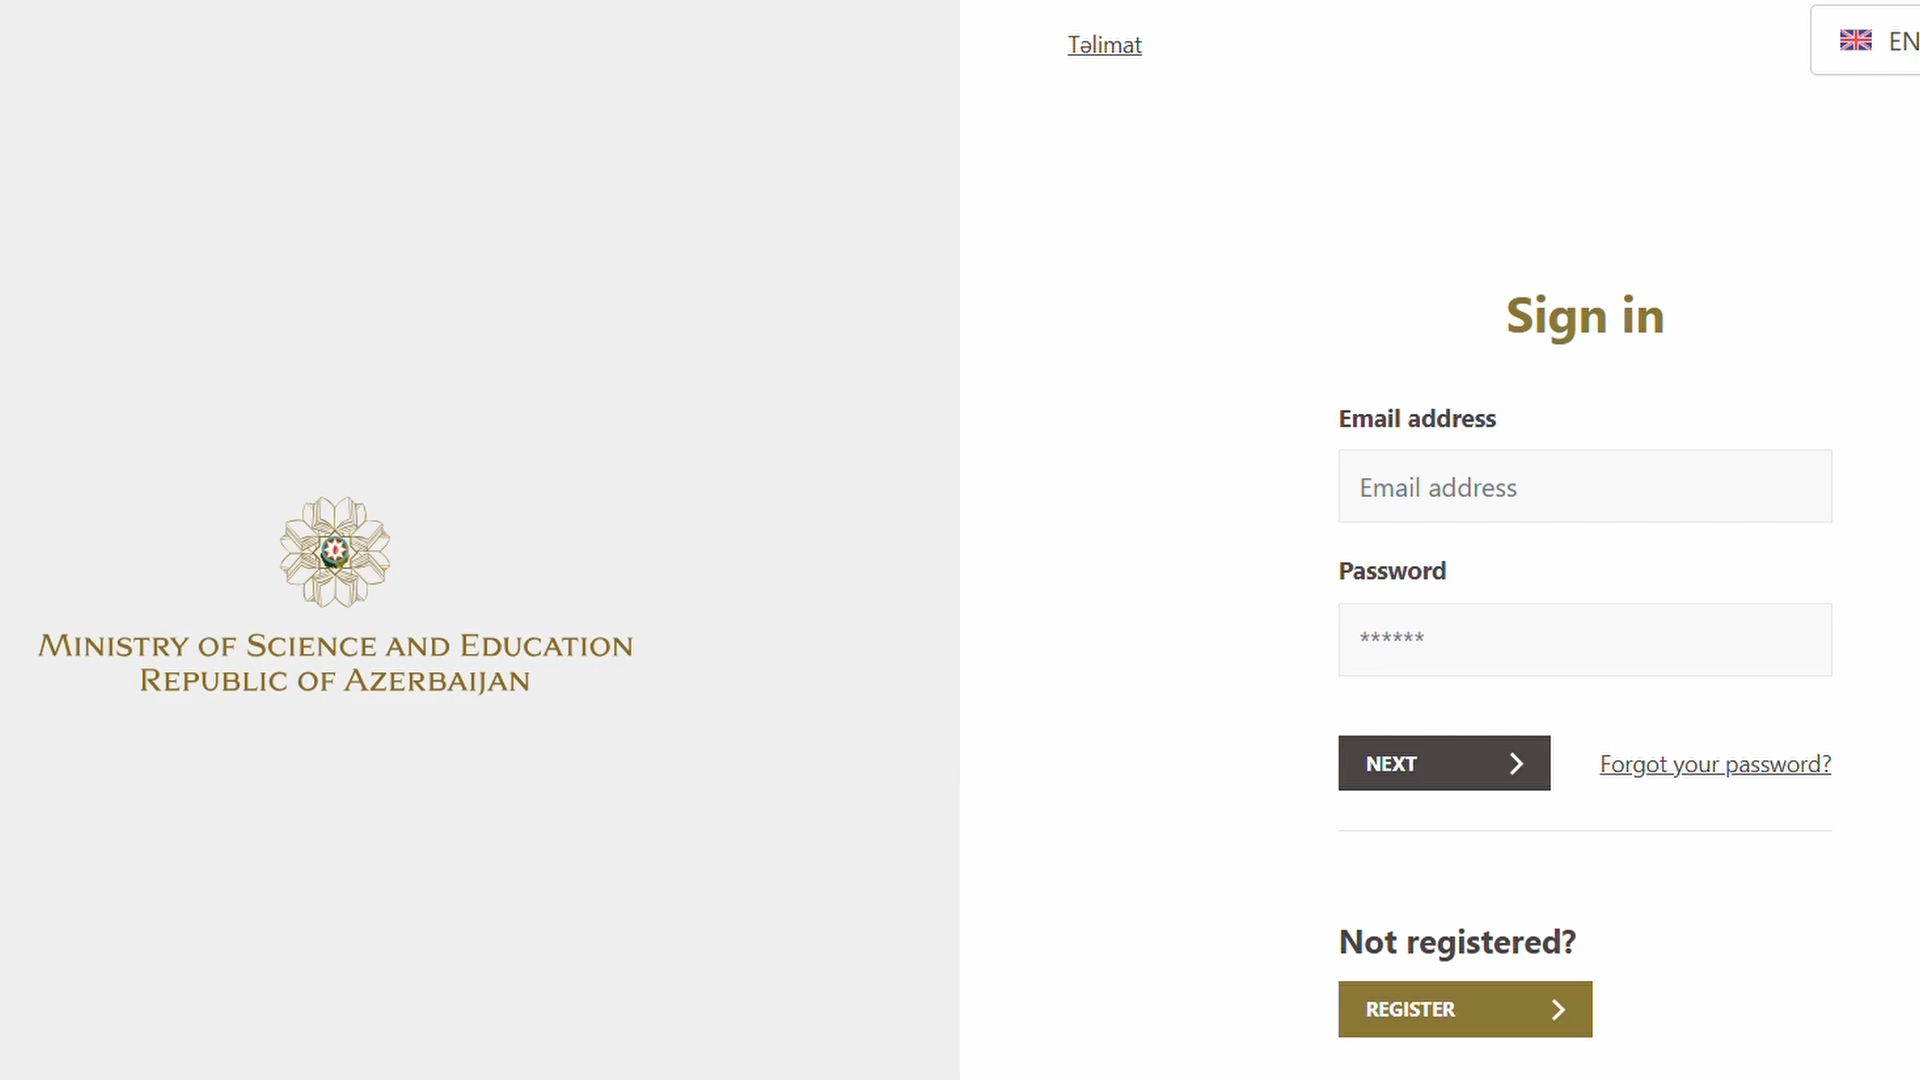 Təlimat
EN
MINISTRY OF SCIENCE AND EDUCATION
REPUBLIC OF AZERBAIJAN
Sign in
Email address
Email address
Password
******
NEXT
Forgot your password?
Not registered?
REGISTER